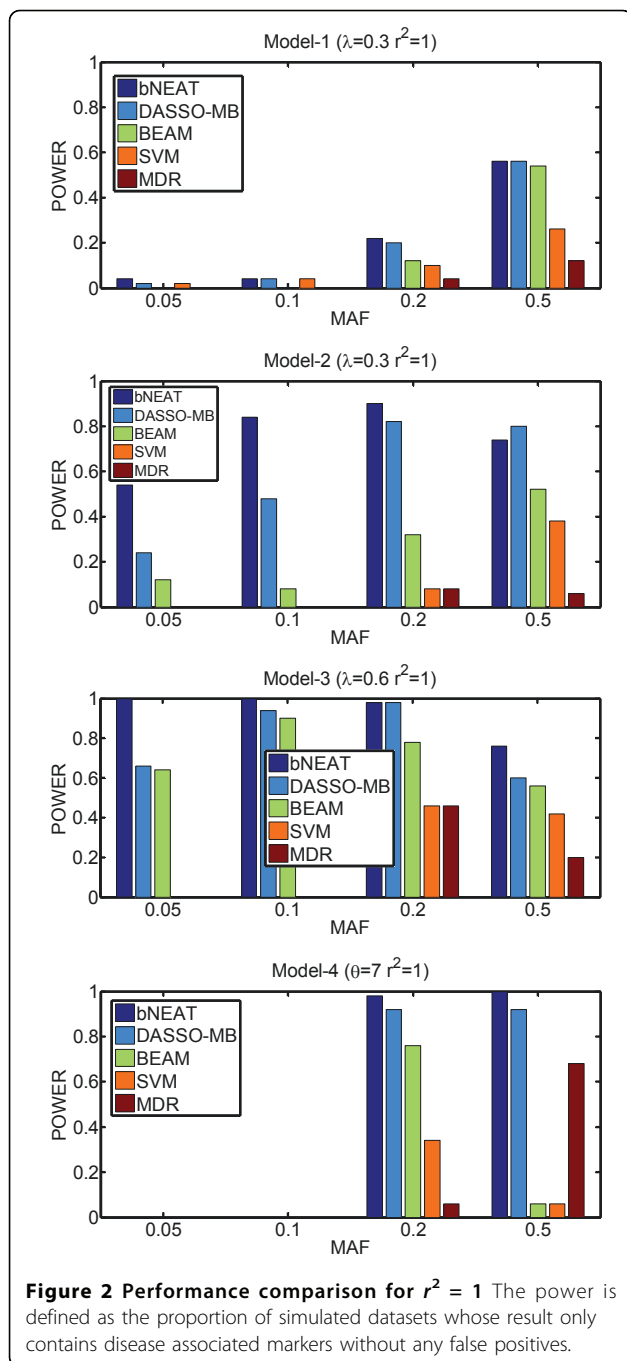 Model-1 (λ=0.3 r²=1)
1
0.8
0.6
0.4
0.2
0
POWER
bNEAT
DASSO-MB
BEAM
SVM
MDR
0.05 0.1 0.2 0.5
MAF
Model-2 (λ=0.3 r²=1)
1
0.8
0.6
0.4
0.2
0
POWER
bNEAT
DASSO-MB
BEAM
SVM
MDR
0.05 0.1 0.2 0.5
MAF
Model-3 (λ=0.6 r²=1)
1
0.8
0.6
0.4
0.2
0
POWER
bNEAT
DASSO-MB
BEAM
SVM
MDR
0.05 0.1 0.2 0.5
MAF
Model-4 (θ=7 r²=1)
1
0.8
0.6
0.4
0.2
0
POWER
bNEAT
DASSO-MB
BEAM
SVM
MDR
0.05 0.1 0.2 0.5
MAF
Figure 2 Performance comparison for r² = 1 The power is
defined as the proportion of simulated datasets whose result only
contains disease associated markers without any false positives.